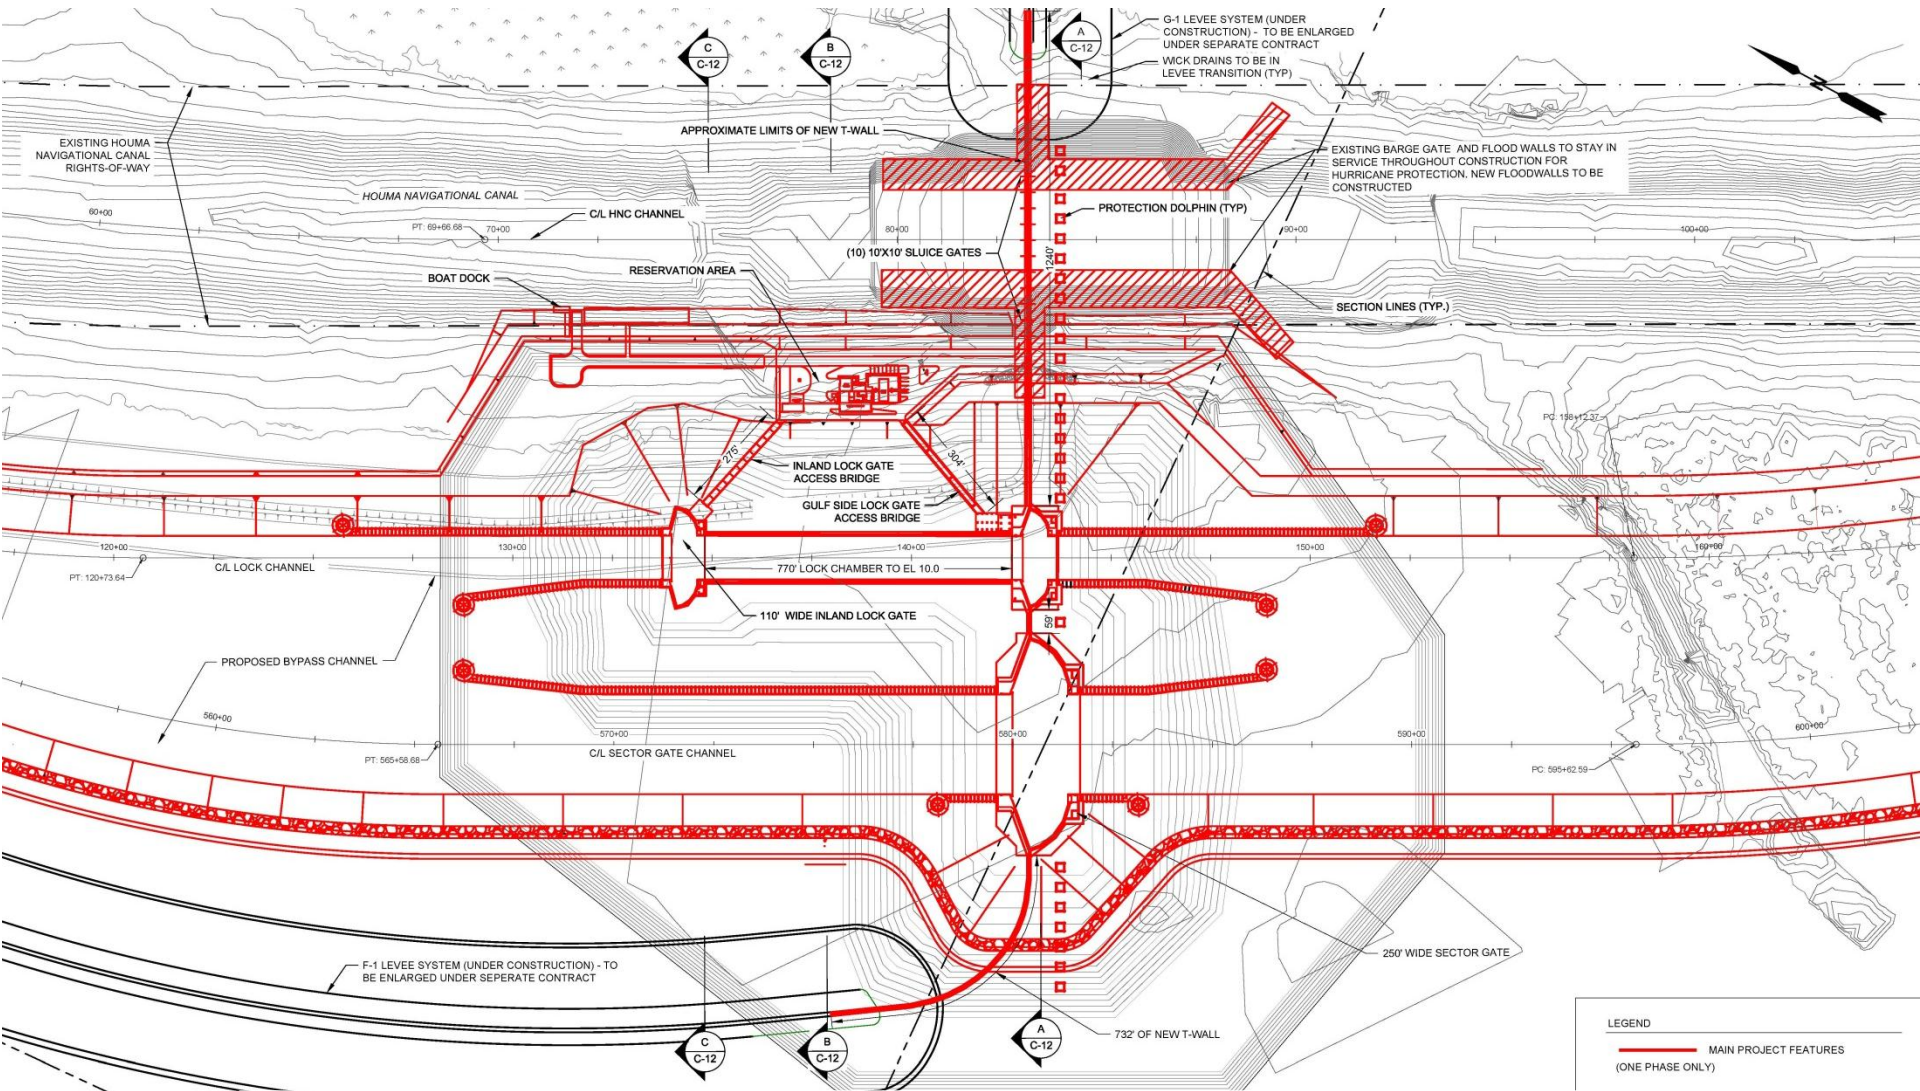 C
C-12
B
C-12
A
C-12
G-1 LEVEE SYSTEM (UNDER
CONSTRUCTION) - TO BE ENLARGED
UNDER SEPARATE CONTRACT
WICK DRAINS TO BE IN
LEVEE TRANSITION (TYP)
N
EXISTING HOUMA
NAVIGATIONAL CANAL
RIGHTS-OF-WAY
APPROXIMATE LIMITS OF NEW T-WALL
EXISTING BARGE GATE AND FLOOD WALLS TO STAY IN
SERVICE THROUGHOUT CONSTRUCTION FOR
HURRICANE PROTECTION. NEW FLOODWALLS TO BE
CONSTRUCTED
HOUMA NAVIGATIONAL CANAL
60+00
C/L HNC CHANNEL
PT: 69+66.68
70+00
80+00
PROTECTION DOLPHIN (TYP)
90+00
100+00
(10) 10'X10' SLUICE GATES
1240'
RESERVATION AREA
BOAT DOCK
SECTION LINES (TYP.)
PC: 158+12.37
275'
304'
INLAND LOCK GATE
ACCESS BRIDGE
GULF SIDE LOCK GATE
ACCESS BRIDGE
120+00
130+00
140+00
150+00
160+00
PT: 120+73.64
C/L LOCK CHANNEL
770' LOCK CHAMBER TO EL 10.0
110' WIDE INLAND LOCK GATE
59'
PROPOSED BYPASS CHANNEL
560+00
570+00
580+00
590+00
600+00
PT: 565+58.68
C/L SECTOR GATE CHANNEL
PC: 595+62.59
F-1 LEVEE SYSTEM (UNDER CONSTRUCTION) - TO
BE ENLARGED UNDER SEPERATE CONTRACT
250' WIDE SECTOR GATE
732' OF NEW T-WALL
C
C-12
B
C-12
A
C-12
LEGEND
MAIN PROJECT FEATURES
(ONE PHASE ONLY)